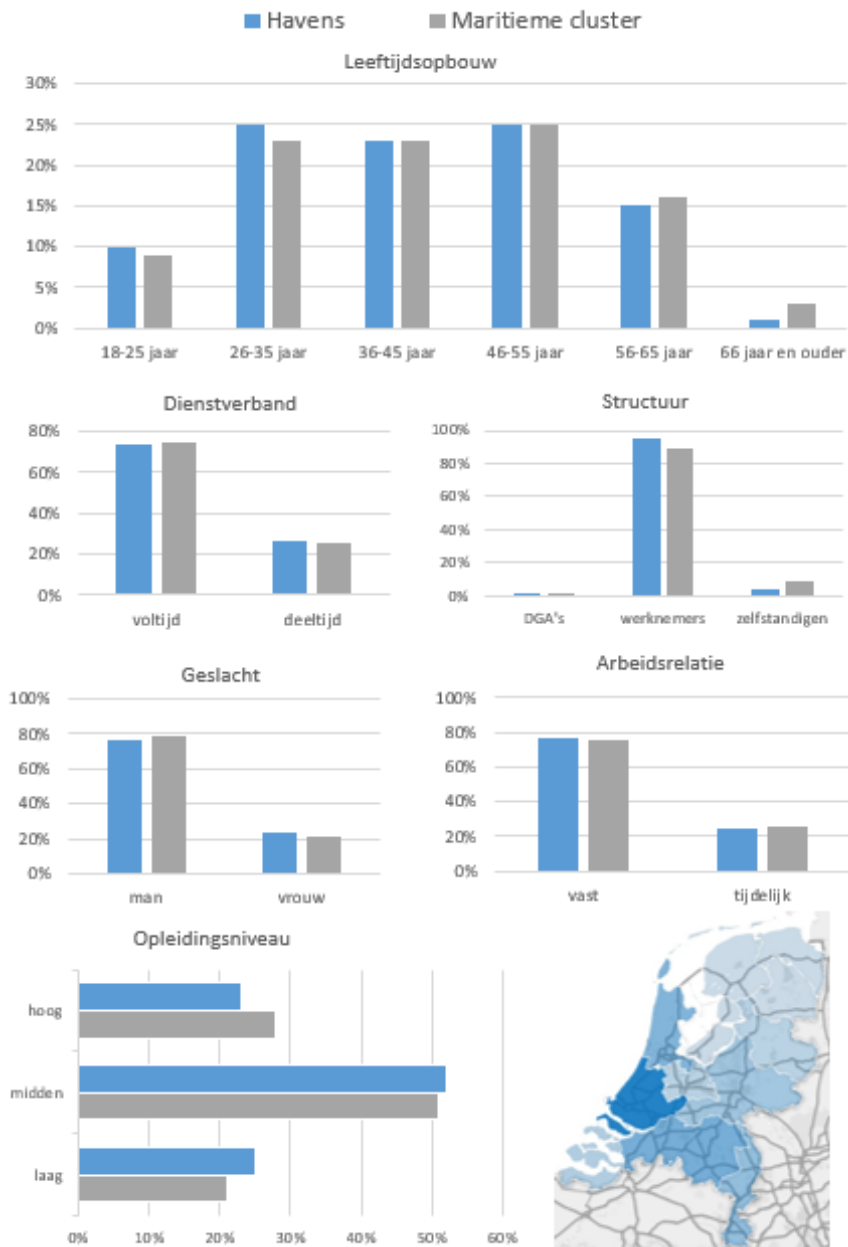 Havens Maritieme cluster
Leeftijdsopbouw
30%
25%
20%
15%
10%
5%
0%
18-25 jaar 26-35 jaar 36-45 jaar 46-55 jaar 56-65 jaar 66 jaar en ouder
Dienstverband
80%
60%
40%
20%
0%
voltijd deeltijd
Structuur
100%
80%
60%
40%
20%
0%
DGA's werknemers zelfstandigen
Geslacht
100%
80%
60%
40%
20%
0%
man vrouw
Arbeidsrelatie
100%
80%
60%
40%
20%
0%
vast tijdelijk
Opleidingsniveau
hoog
midden
laag
0% 10% 20% 30% 40% 50% 60%